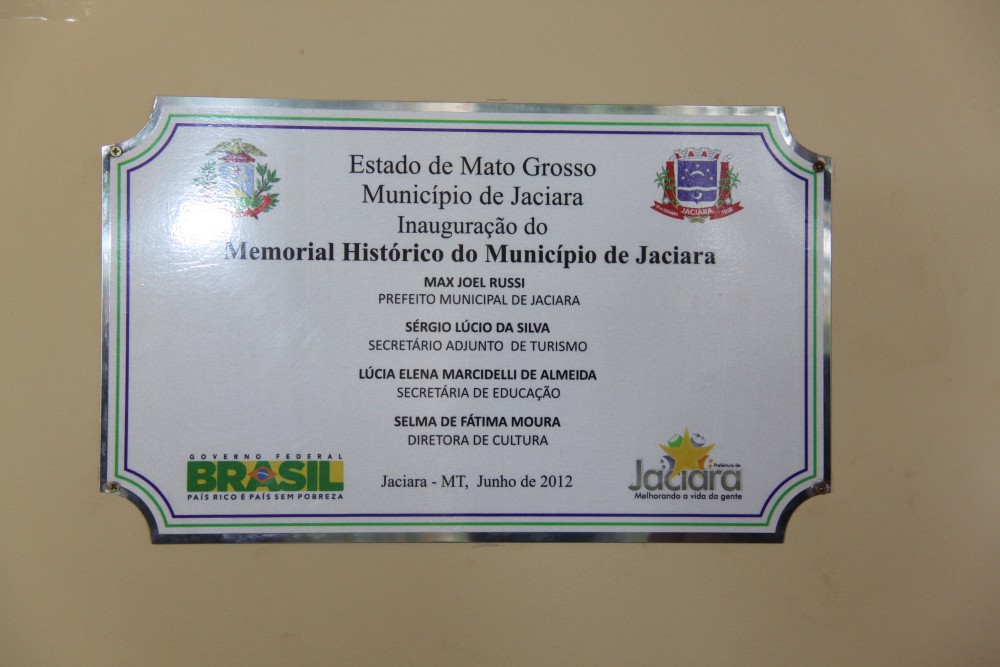 Estado de Mato Grosso
Município de Jaciara
Inauguração do
Memorial Histórico do Município de Jaciara
JACIARA
1958
MAX JOEL RUSSI
PREFEITO MUNICIPAL DE JACIARA
SÉRGIO LÚCIO DA SILVA
SECRETÁRIO ADJUNTO DE TURISMO
LÚCIA ELENA MARCIDELLI DE ALMEIDA
SECRETÁRIA DE EDUCAÇÃO
SELMA DE FÁTIMA MOURA
DIRETORA DE CULTURA
GOVERNO FEDERAL
BRASIL
PAÍS RICO É PAÍS SEM POBREZA
Jaciara - MT, Junho de 2012
Prefeitura de
Jaciara
Melhorando a vida da gente